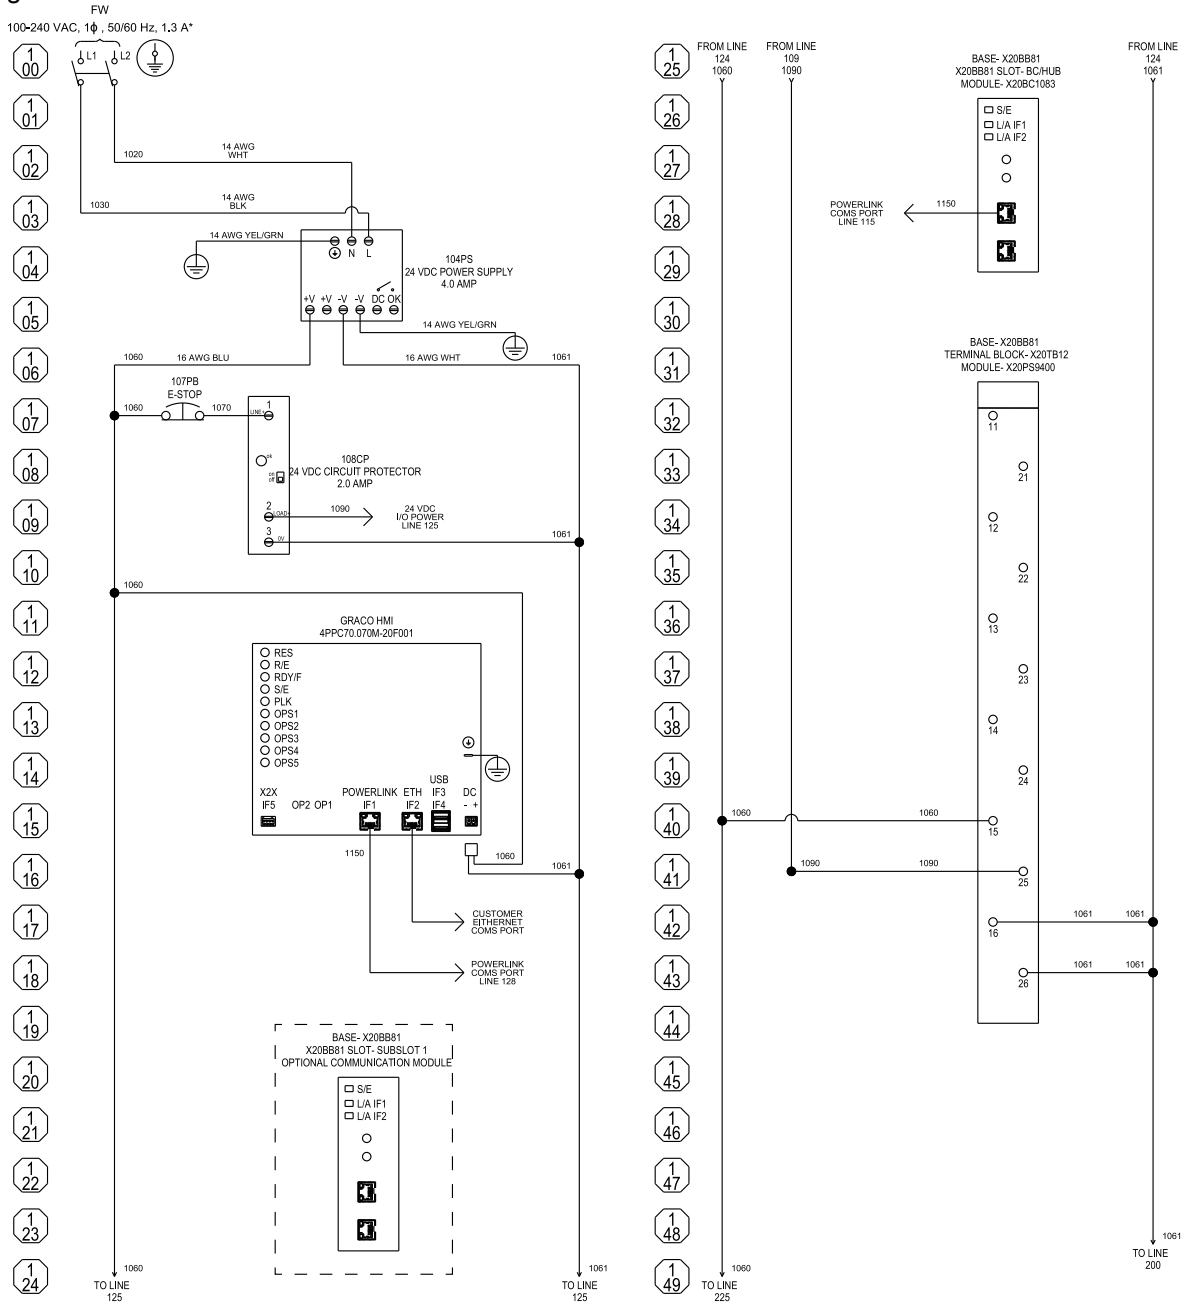 FW
100-240 VAC, 1ϕ , 50/60 Hz, 1.3 A*
L1 L2
1 00
1 01
14 AWG
WHT
1020
1 02
14 AWG
BLK
1030
1 03
14 AWG YEL/GRN
N L
104PS
24 VDC POWER SUPPLY
4.0 AMP
1 04
+V +V -V -V DC OK
1 05
14 AWG YEL/GRN
1060 16 AWG BLU 16 AWG WHT 1061
1 06
107PB
E-STOP
1060 1070
1
LINE+
1 07
ok
on
off
108CP
24 VDC CIRCUIT PROTECTOR
2.0 AMP
1 08
2
LOAD+
1090
24 VDC
I/O POWER
LINE 125
1 09
3
0V
1061
1 10
1060
1 11
GRACO HMI
4PPC70.070M-20F001
RES
R/E
RDY/F
S/E
PLK
OPS1
OPS2
OPS3
OPS4
OPS5
1 12
1 13
1 14
X2X
IF5
OP2 OP1
POWERLINK
IF1
ETH
IF2
USB
IF3
IF4
DC
- +
1 15
1150
1060
1061
1 16
CUSTOMER
ETHERNET
COMS PORT
1 17
POWERLINK
COMS PORT
LINE 128
1 18
1 19
BASE- X20BB81
X20BB81 SLOT- SUBSLOT 1
OPTIONAL COMMUNICATION MODULE
1 20
S/E
L/A IF1
L/A IF2
1 21
1 22
1 23
1 24
1060
TO LINE
125
1061
TO LINE
125
1 25
FROM LINE
124
1060
FROM LINE
109
1090
BASE- X20BB81
X20BB81 SLOT- BC/HUB
MODULE- X20BC1083
FROM LINE
124
1061
1 26
S/E
L/A IF1
L/A IF2
1 27
1 28
POWERLINK
COMS PORT
LINE 115
1150
1 29
1 30
BASE- X20BB81
TERMINAL BLOCK- X20TB12
MODULE- X20PS9400
1 31
1 32
11
1 33
21
1 34
12
1 35
22
1 36
13
1 37
23
1 38
14
1 39
24
1 40
1060 1060
15
1 41
1090 1090
25
1 42
16
1061 1061
1 43
26
1061 1061
1 44
1 45
1 46
1 47
1 48
1061
TO LINE
200
1 49
1060
TO LINE
225